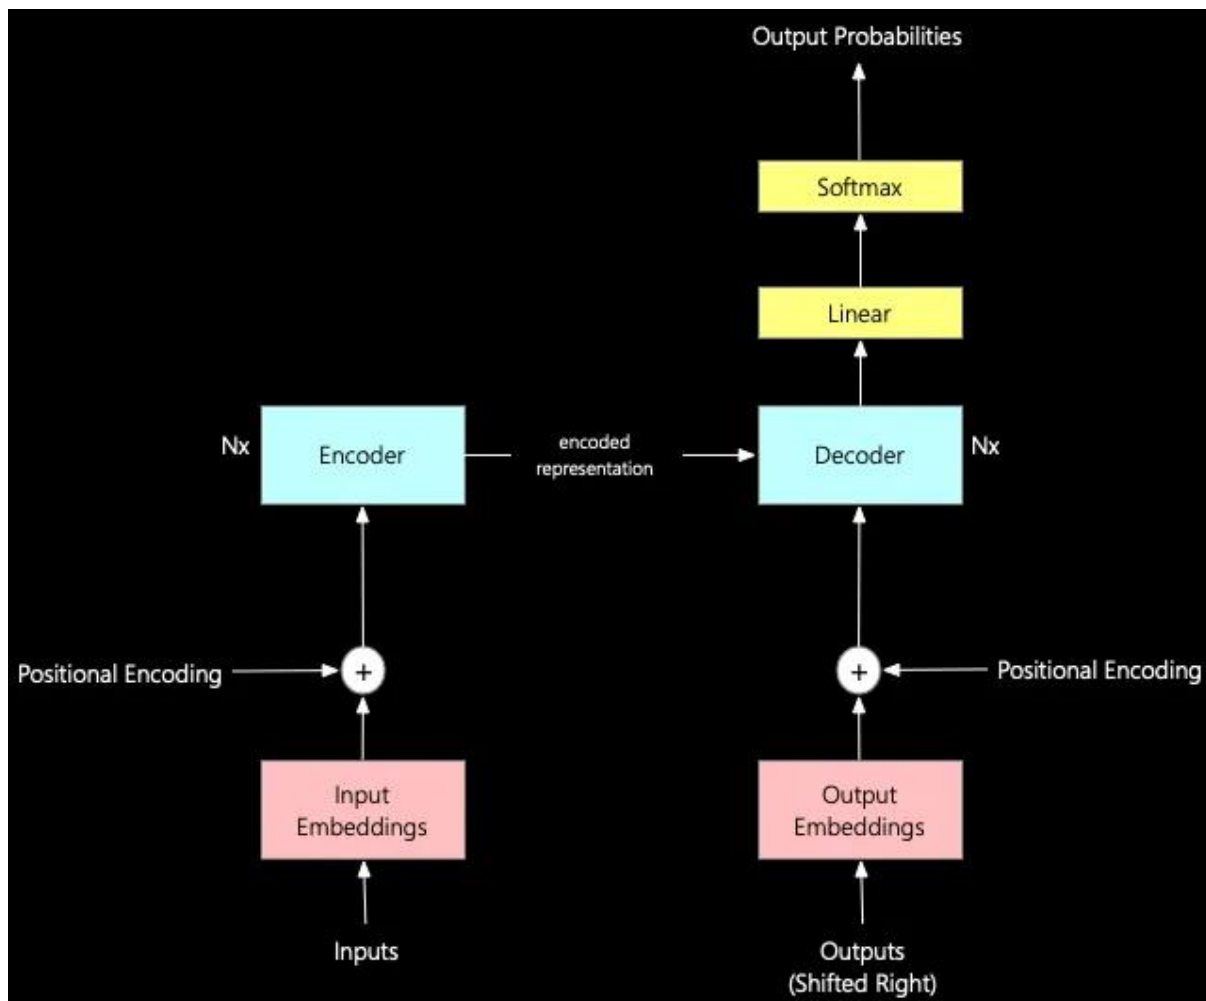 Output Probabilities
Softmax
Linear
Nx
Encoder
encoded
representation
Decoder
Nx
Positional Encoding
+
+
Positional Encoding
Input
Embeddings
Output
Embeddings
Inputs
Outputs
(Shifted Right)